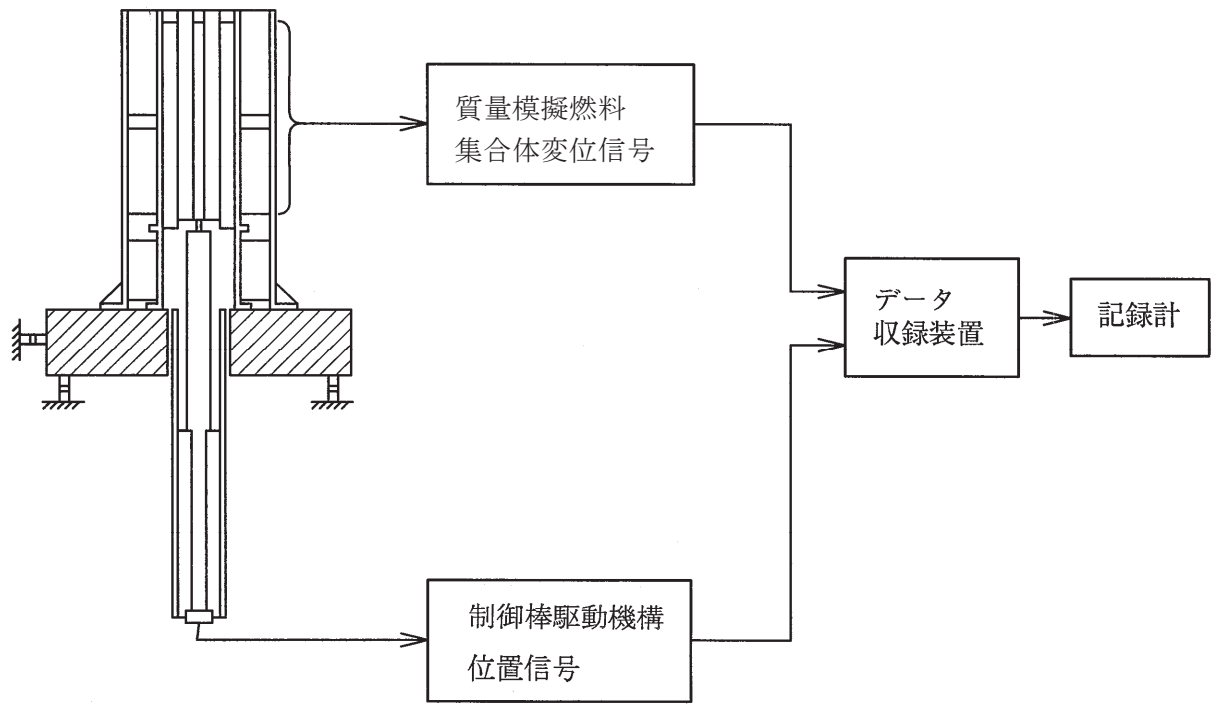 質量模擬燃料
集合体変位信号
データ
収録装置
記録計
制御棒駆動機構
位置信号